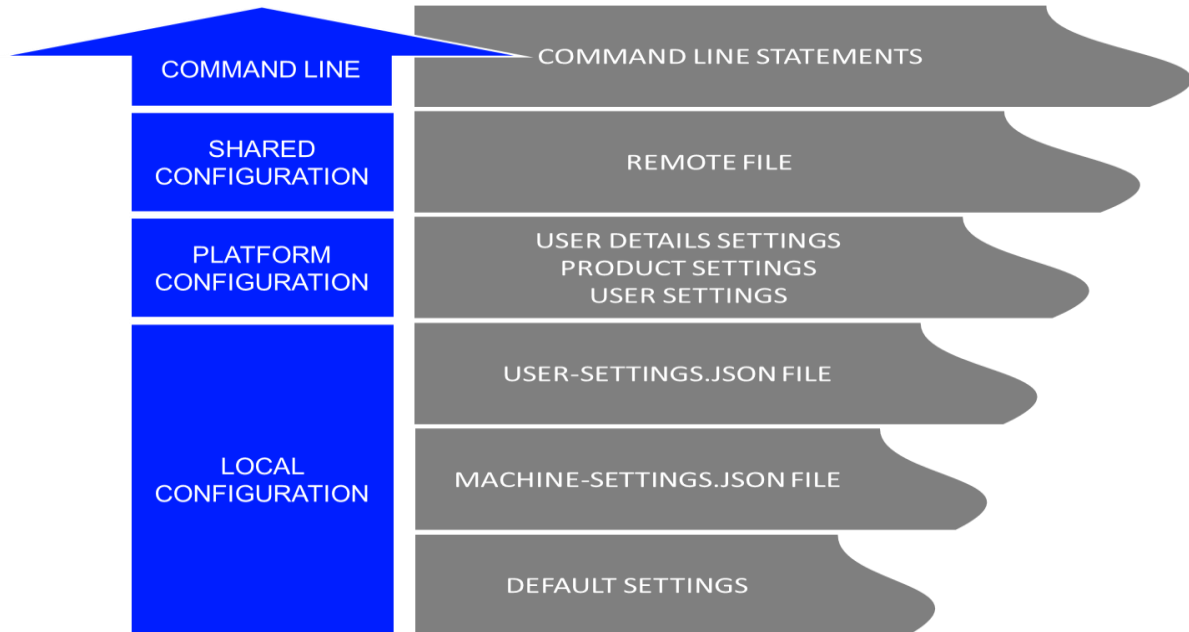 COMMAND LINE
COMMAND LINE STATEMENTS
SHARED
CONFIGURATION
REMOTE FILE
PLATFORM
CONFIGURATION
USER DETAILS SETTINGS
PRODUCT SETTINGS
USER SETTINGS
LOCAL
CONFIGURATION
USER-SETTINGS.JSON FILE
MACHINE-SETTINGS.JSON FILE
DEFAULT SETTINGS